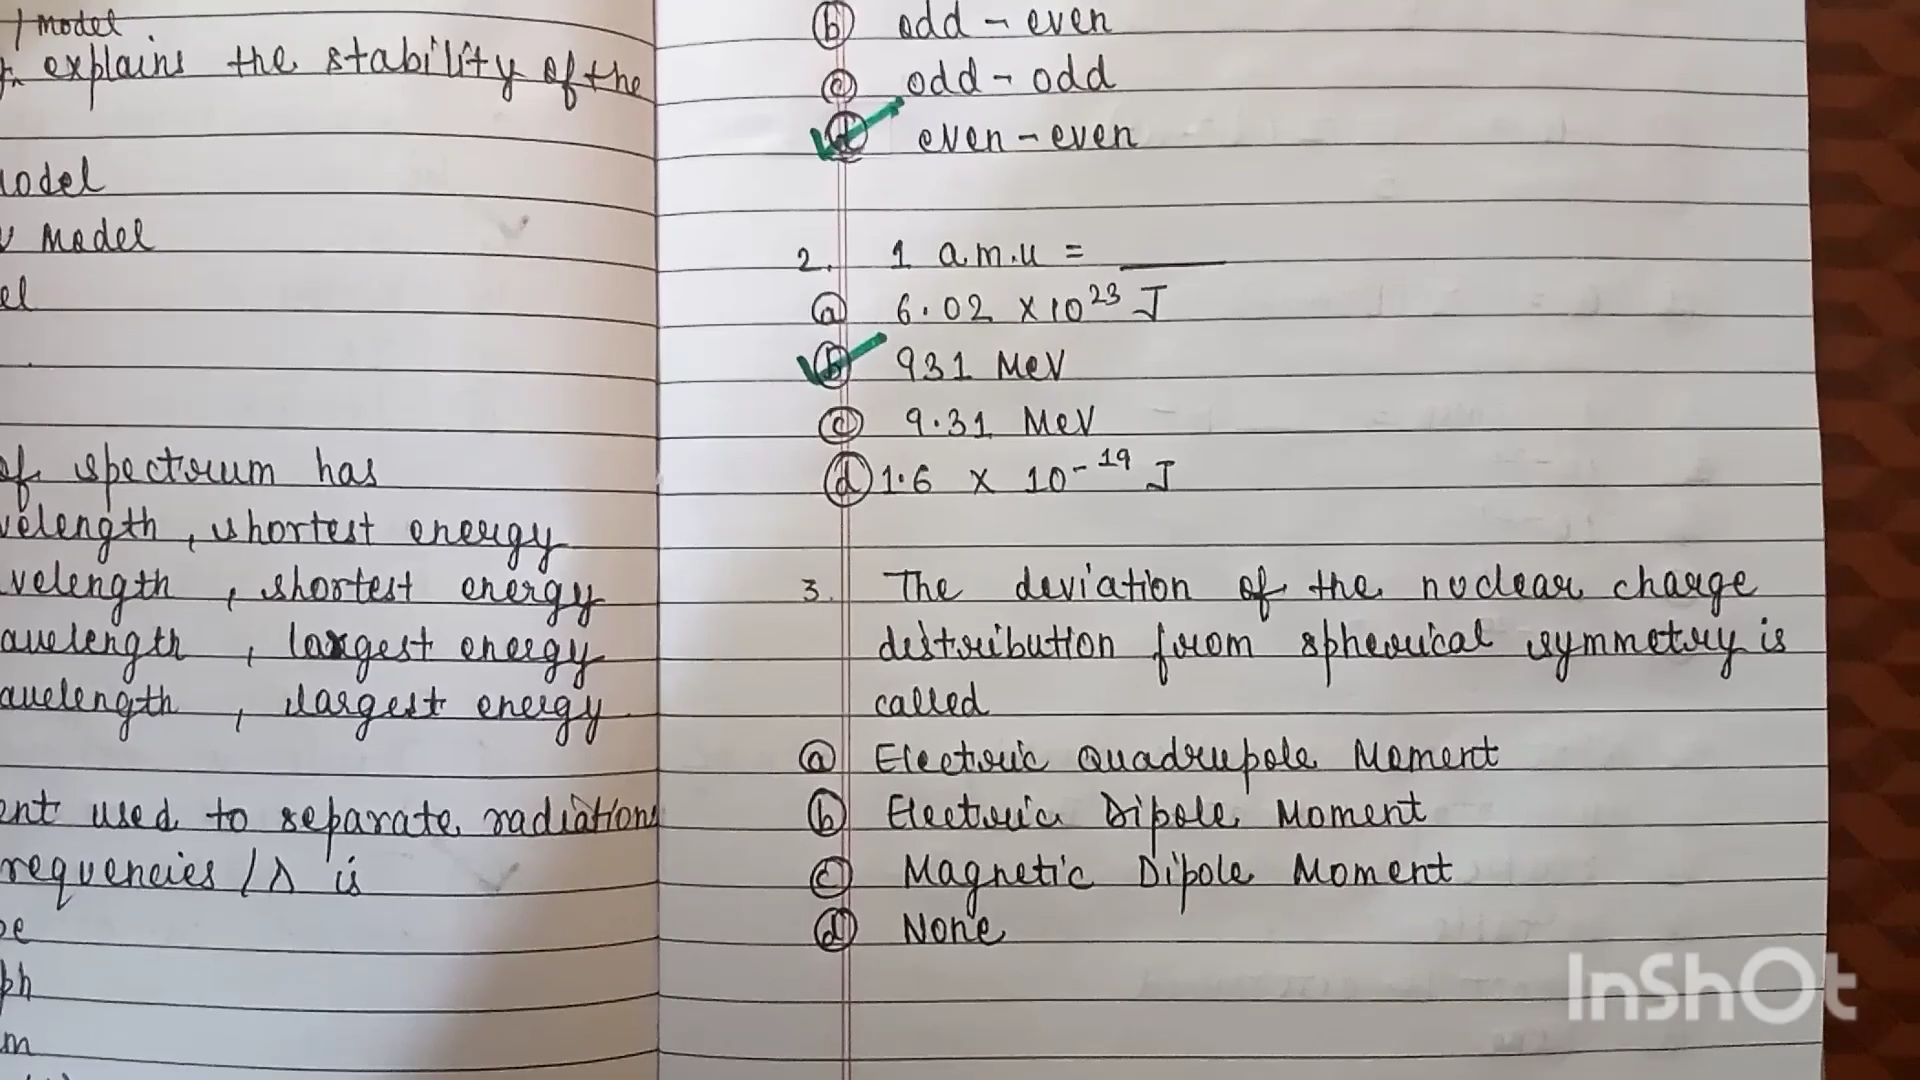 / model
explains the stability of the
odel
Model
el
of spectrum has
velength, shortest energy
velength, shortest energy
avelength, largest energy
avelength, largest energy
ent used to separate radiations
requencies / λ is
pe
ph
m
(b) odd - even
(c) odd - odd
(d) even - even
2. 1 a.m.u = ____
(a) 6.02 x 10²³ J
(b) 931 MeV
(c) 9.31 MeV
(d) 1.6 x 10⁻¹⁹ J
3. The deviation of the nuclear charge
distribution from spherical symmetry is
called
(a) Electric Quadrupole Moment
(b) Electric Dipole Moment
(c) Magnetic Dipole Moment
(d) None
InShOt